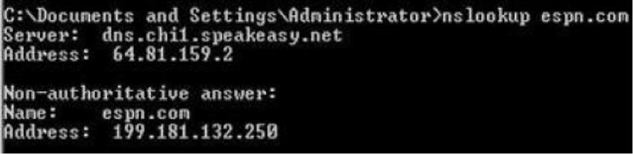 C:\Documents and Settings\Administrator>nslookup espn.com
Server:  dns.chi1.speakeasy.net
Address:  64.81.159.2

Non-authoritative answer:
Name:    espn.com
Address:  199.181.132.250